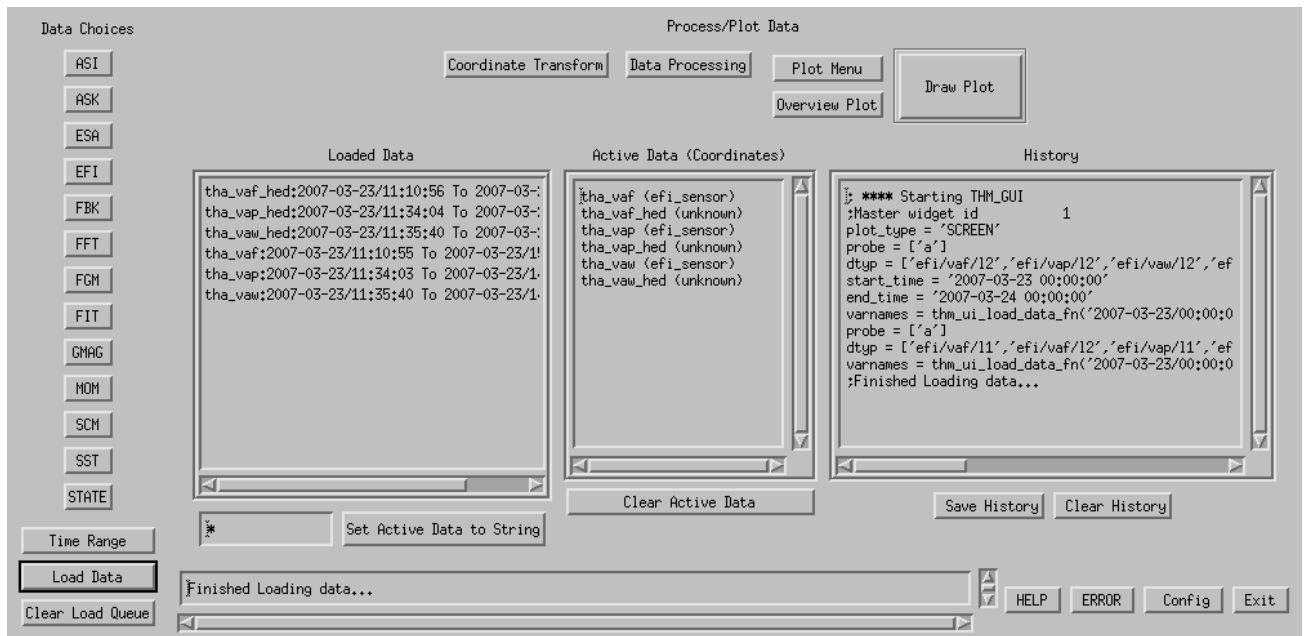 Data Choices
Process/Plot Data
ASI
ASK
ESA
EFI
FBK
FFT
FGM
FIT
GMAG
MOM
SCM
SST
STATE
Time Range
Load Data
Clear Load Queue
Coordinate Transform
Data Processing
Plot Menu
Overview Plot
Draw Plot
Loaded Data
tha_vaf_hed:2007-03-23/11:10:56 To 2007-03-
tha_vap_hed:2007-03-23/11:34:04 To 2007-03-
tha_vaw_hed:2007-03-23/11:35:40 To 2007-03-
tha_vaf:2007-03-23/11:10:55 To 2007-03-23/1
tha_vap:2007-03-23/11:34:03 To 2007-03-23/1
tha_vaw:2007-03-23/11:35:40 To 2007-03-23/1
*
Set Active Data to String
Active Data (Coordinates)
tha_vaf (efi_sensor)
tha_vaf_hed (unknown)
tha_vap (efi_sensor)
tha_vap_hed (unknown)
tha_vaw (efi_sensor)
tha_vaw_hed (unknown)
Clear Active Data
History
; **** Starting THM_GUI
;Master widget id 1
plot_type = 'SCREEN'
probe = ['a']
dtyp = ['efi/vaf/l2','efi/vap/l2','efi/vaw/l2','ef
start_time = '2007-03-23 00:00:00'
end_time = '2007-03-24 00:00:00'
varnames = thm_ui_load_data_fn('2007-03-23/00:00:0
probe = ['a']
dtyp = ['efi/vaf/l1','efi/vaf/l2','efi/vap/l1','ef
varnames = thm_ui_load_data_fn('2007-03-23/00:00:0
;Finished Loading data...
Save History
Clear History
Finished Loading data...
HELP
ERROR
Config
Exit